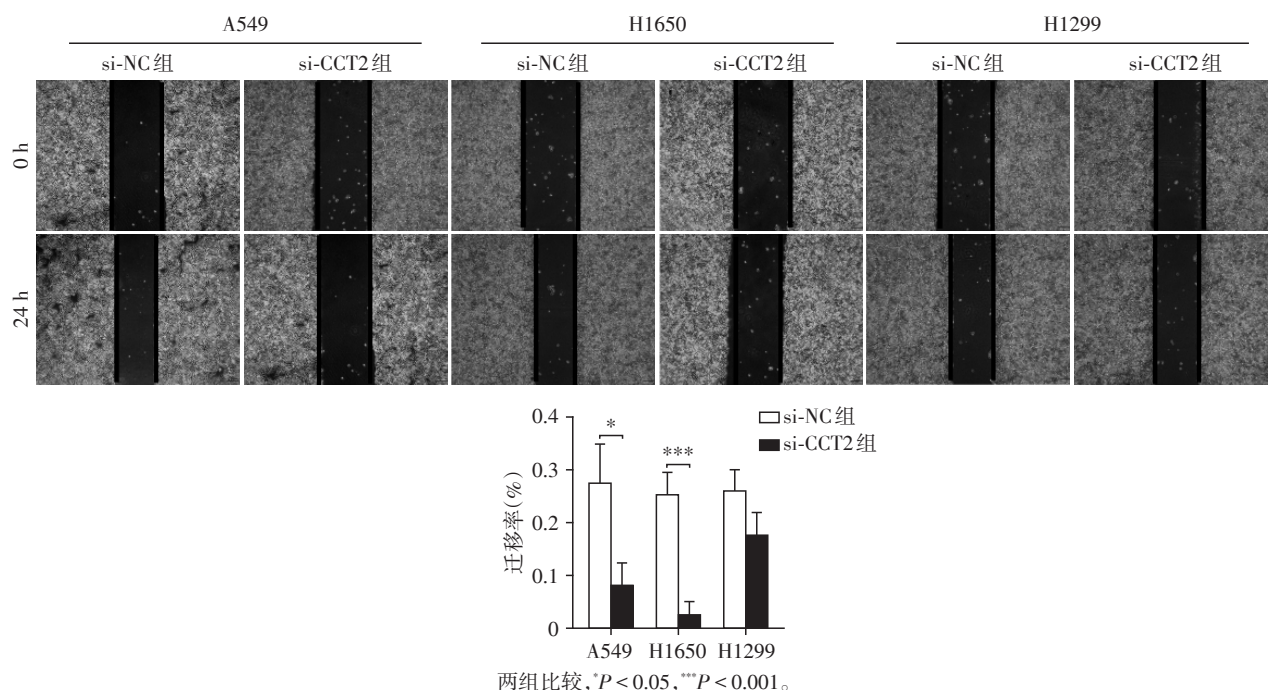 A549 H1650 H1299
si-NC组 si-CCT2组 si-NC组 si-CCT2组 si-NC组 si-CCT2组
0 h
24 h
0.4
0.3
0.2
0.1
0
迁移率(%)
* ***
si-NC组
si-CCT2组
A549 H1650 H1299
两组比较,*P < 0.05,***P < 0.001。